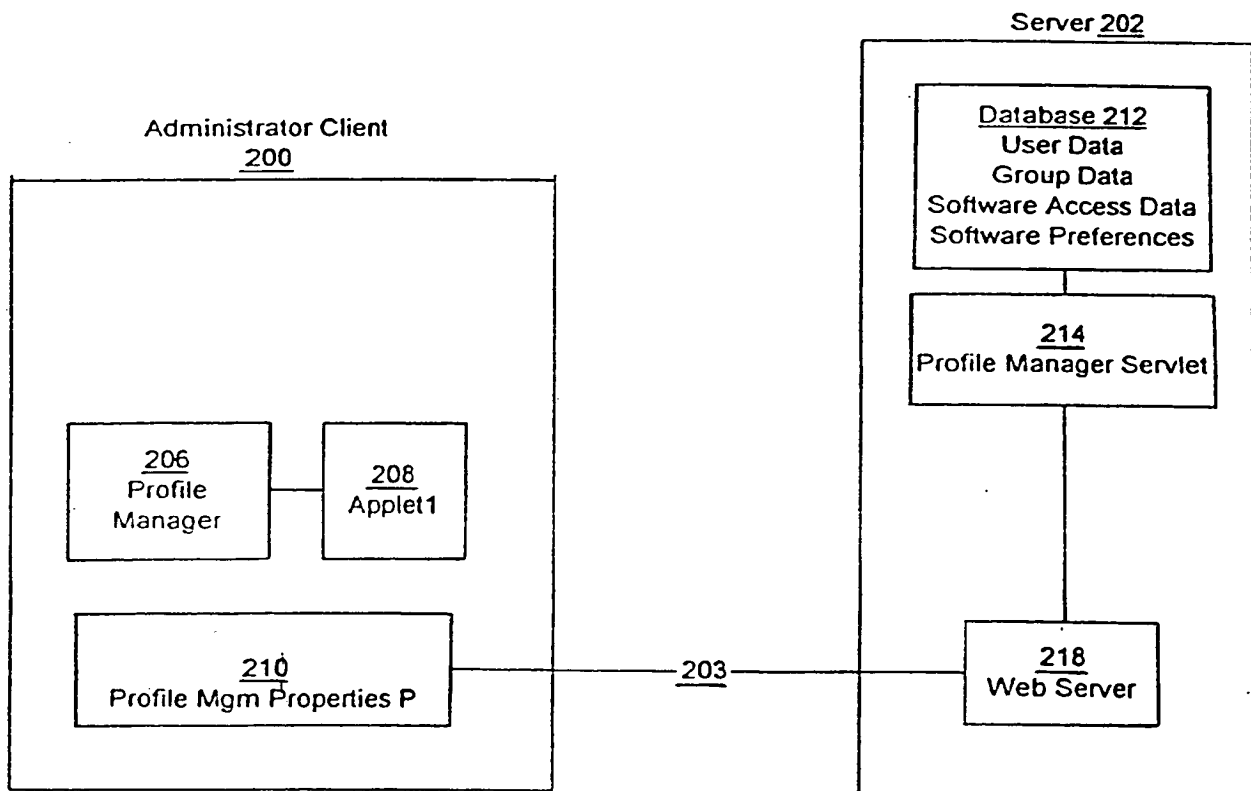 Server 202
Database 212
User Data
Group Data
Software Access Data
Software Preferences
214
Profile Manager Servlet
218
Web Server
Administrator Client
200
206
Profile
Manager
208
Applet1
210
Profile Mgm Properties P
203